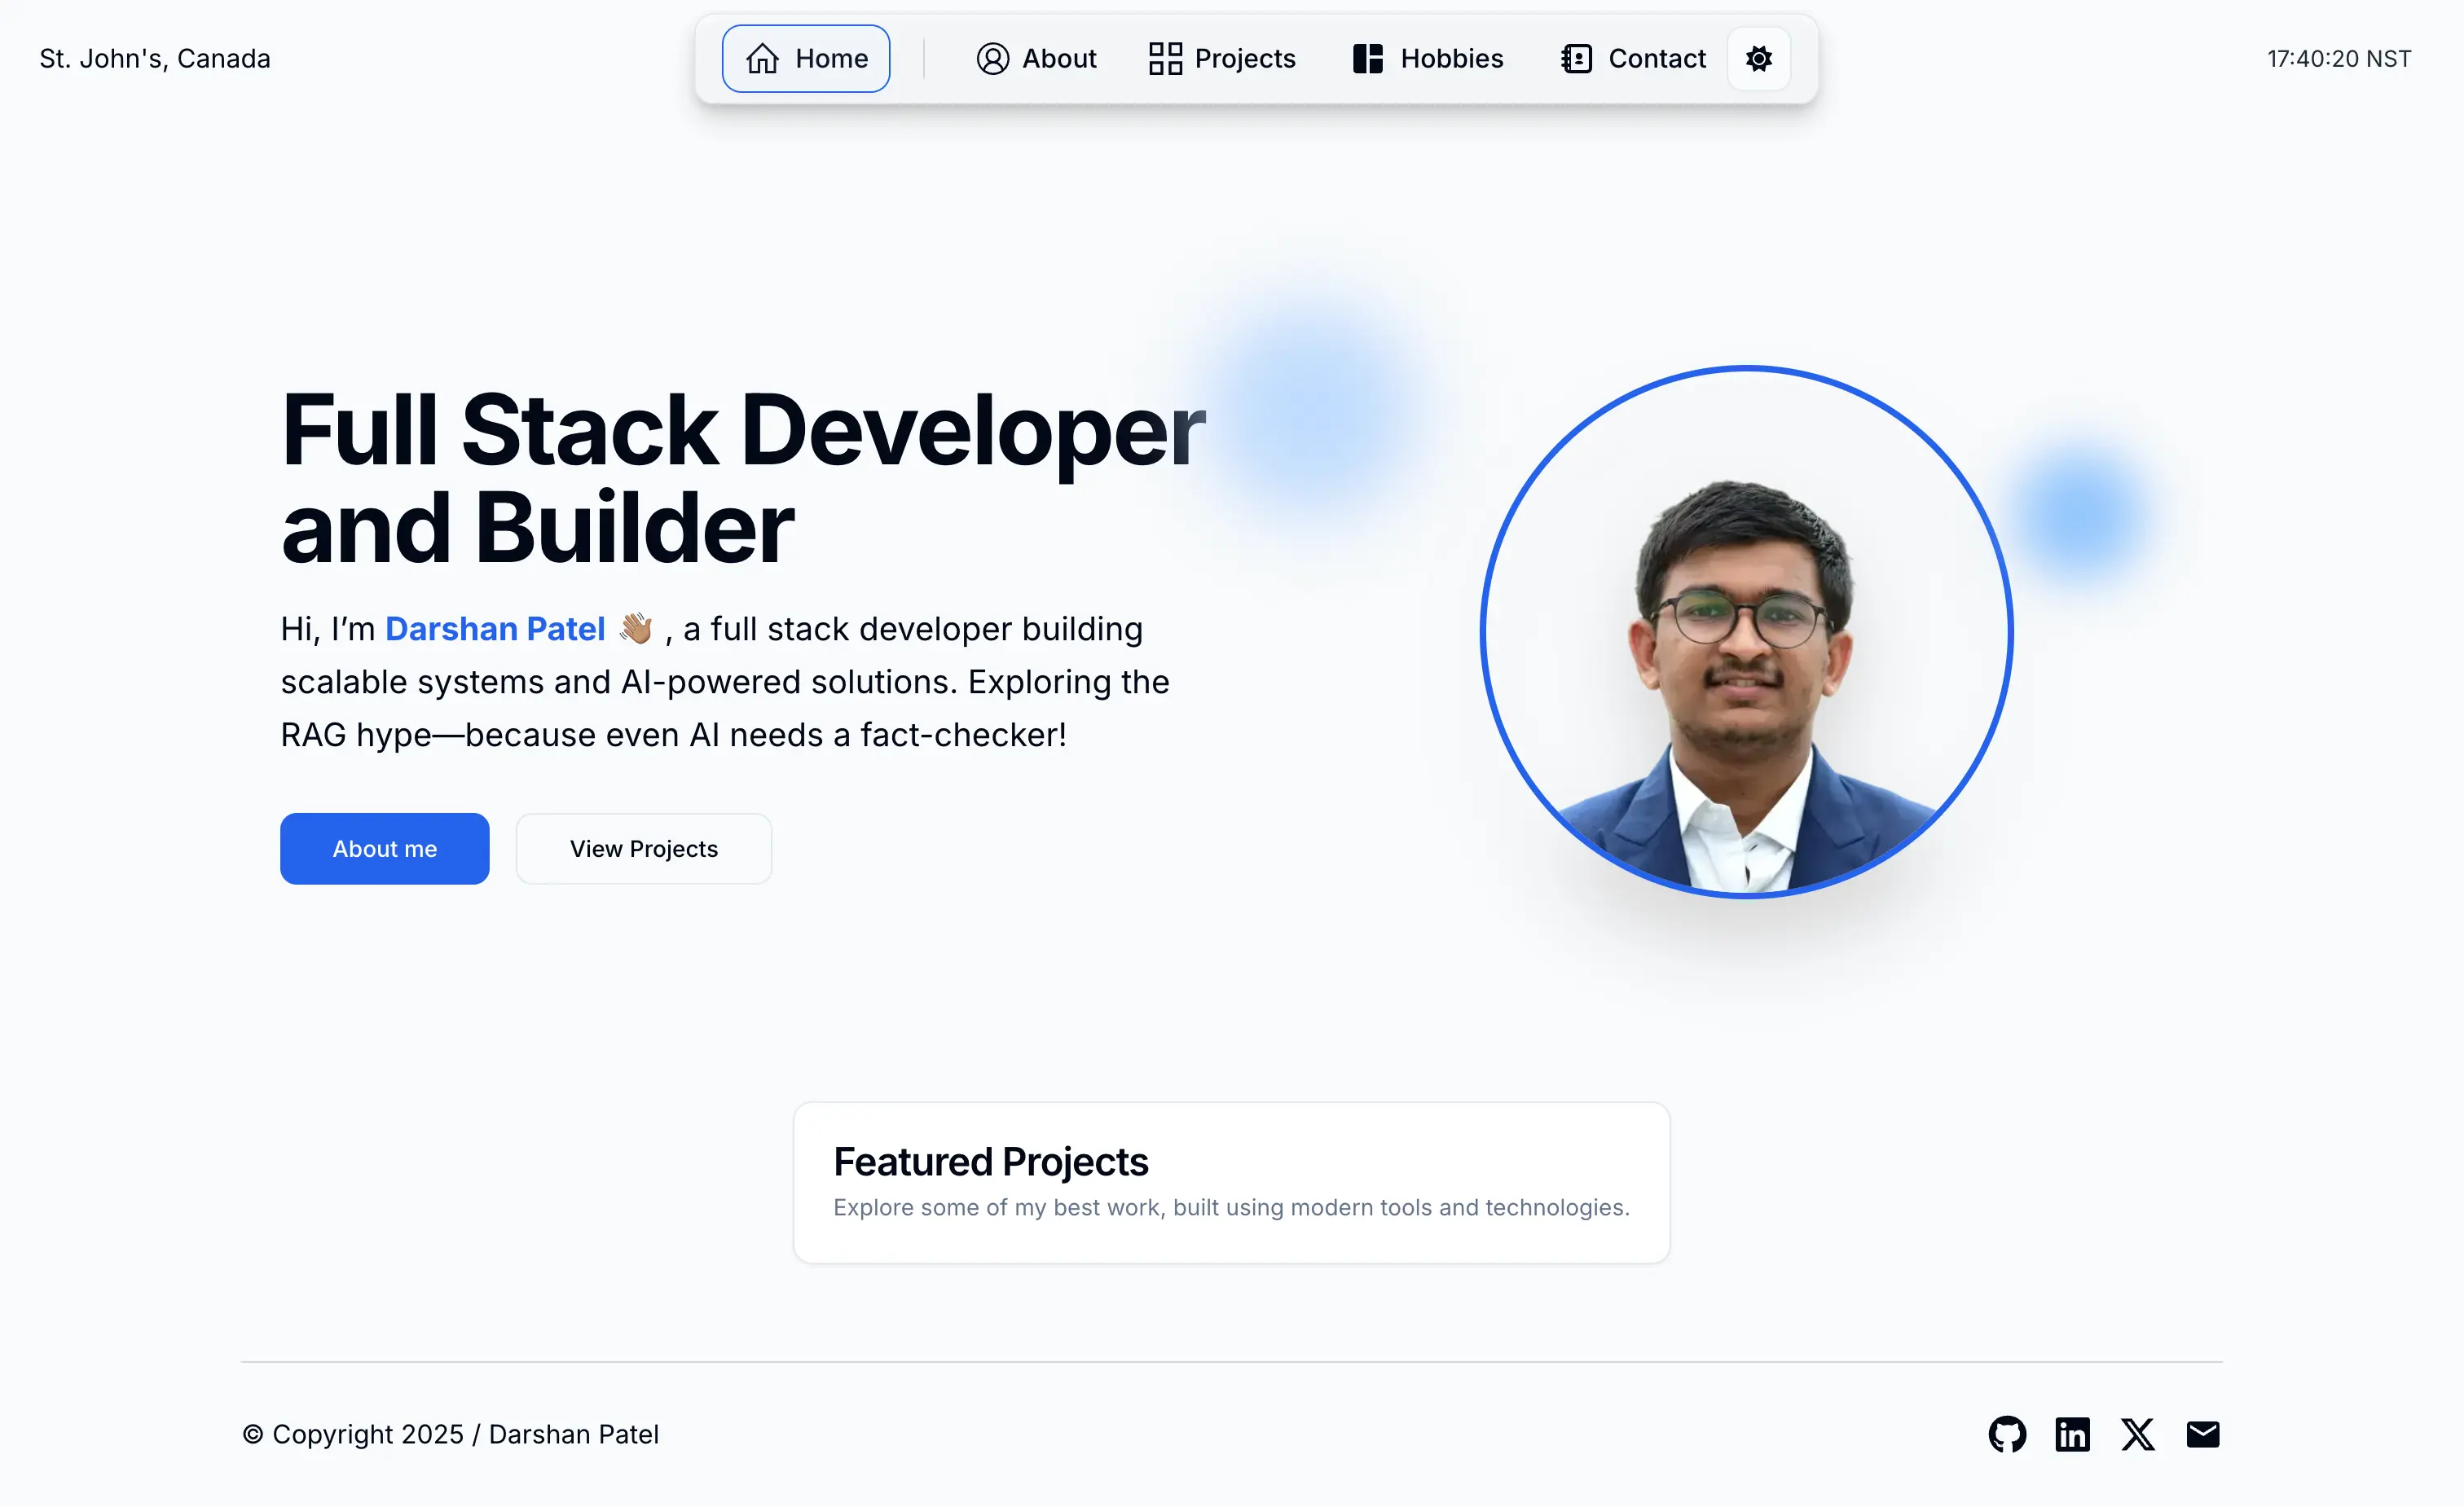 St. John's, Canada
Home
About
Projects
Hobbies
Contact
17:40:20 NST
Full Stack Developer
and Builder
Hi, I’m Darshan Patel 👋🏽 , a full stack developer building
scalable systems and AI-powered solutions. Exploring the
RAG hype—because even AI needs a fact-checker!
About me
View Projects
Featured Projects
Explore some of my best work, built using modern tools and technologies.
© Copyright 2025 / Darshan Patel